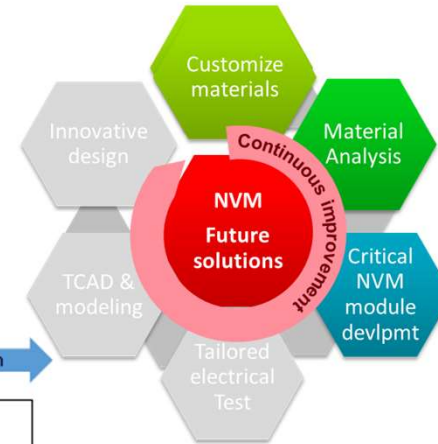 Customize
materials
Innovative
design
Material
Analysis
Continuous improvement
NVM
Future
solutions
TCAD &
modeling
Critical
NVM
module
devlpmt
Tailored
electrical
Test